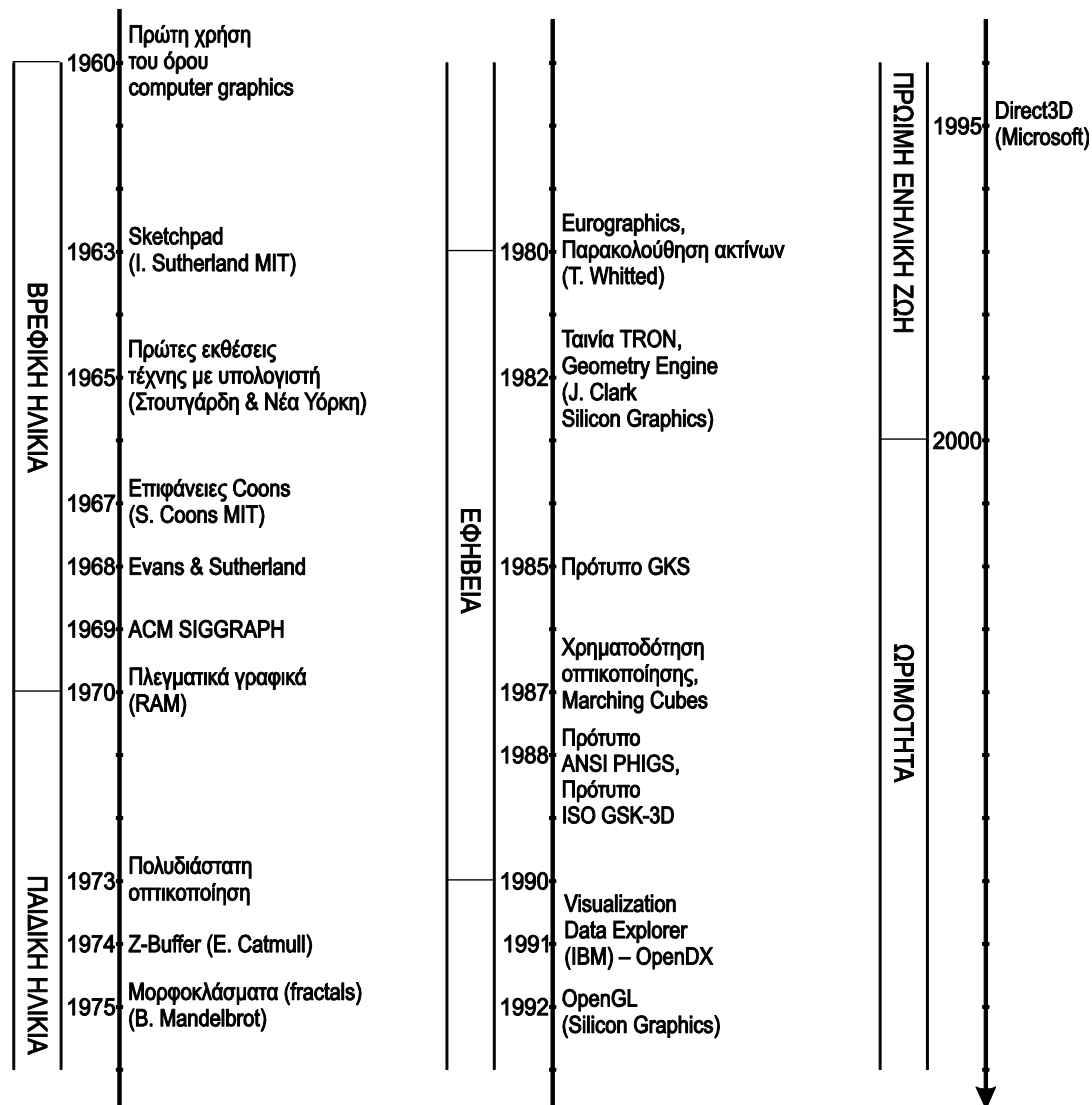 ΒΡΕΦΙΚΗ ΗΛΙΚΙΑ
ΠΑΙΔΙΚΗ ΗΛΙΚΙΑ
1960
Πρώτη χρήση
του όρου
computer graphics
1963
Sketchpad
(I. Sutherland MIT)
1965
Πρώτες εκθέσεις
τέχνης με υπολογιστή
(Στουτγάρδη & Νέα Υόρκη)
1967
Επιφάνειες Coons
(S. Coons MIT)
1968
Evans & Sutherland
1969
ACM SIGGRAPH
1970
Πλεγματικά γραφικά
(RAM)
1973
Πολυδιάστατη
οπτικοποίηση
1974
Z-Buffer (E. Catmull)
1975
Μορφοκλάσματα (fractals)
(B. Mandelbrot)
ΕΦΗΒΕΙΑ
1980
Eurographics,
Παρακολούθηση ακτίνων
(T. Whitted)
1982
Ταινία TRON,
Geometry Engine
(J. Clark
Silicon Graphics)
1985
Πρότυπο GKS
1987
Χρηματοδότηση
οπτικοποίησης,
Marching Cubes
1988
Πρότυπο
ANSI PHIGS,
Πρότυπο
ISO GSK-3D
1990
1991
Visualization
Data Explorer
(IBM) – OpenDX
1992
OpenGL
(Silicon Graphics)
ΠΡΩΙΜΗ ΕΝΗΛΙΚΗ ΖΩΗ
ΩΡΙΜΟΤΗΤΑ
1995
Direct3D
(Microsoft)
2000